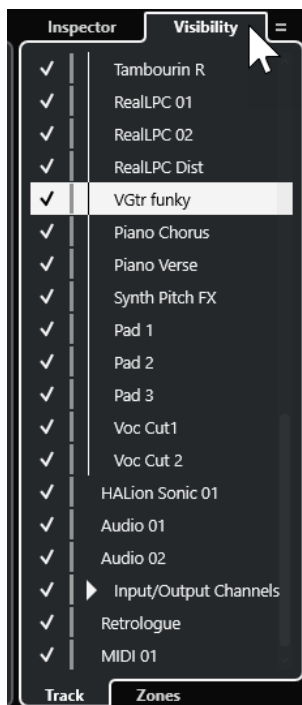 Inspector Visibility
Tambourin R
RealLPC 01
RealLPC 02
RealLPC Dist
VGtr funky
Piano Chorus
Piano Verse
Synth Pitch FX
Pad 1
Pad 2
Pad 3
Voc Cut1
Voc Cut 2
HALion Sonic 01
Audio 01
Audio 02
Input/Output Channels
Retrologue
MIDI 01
Track Zones